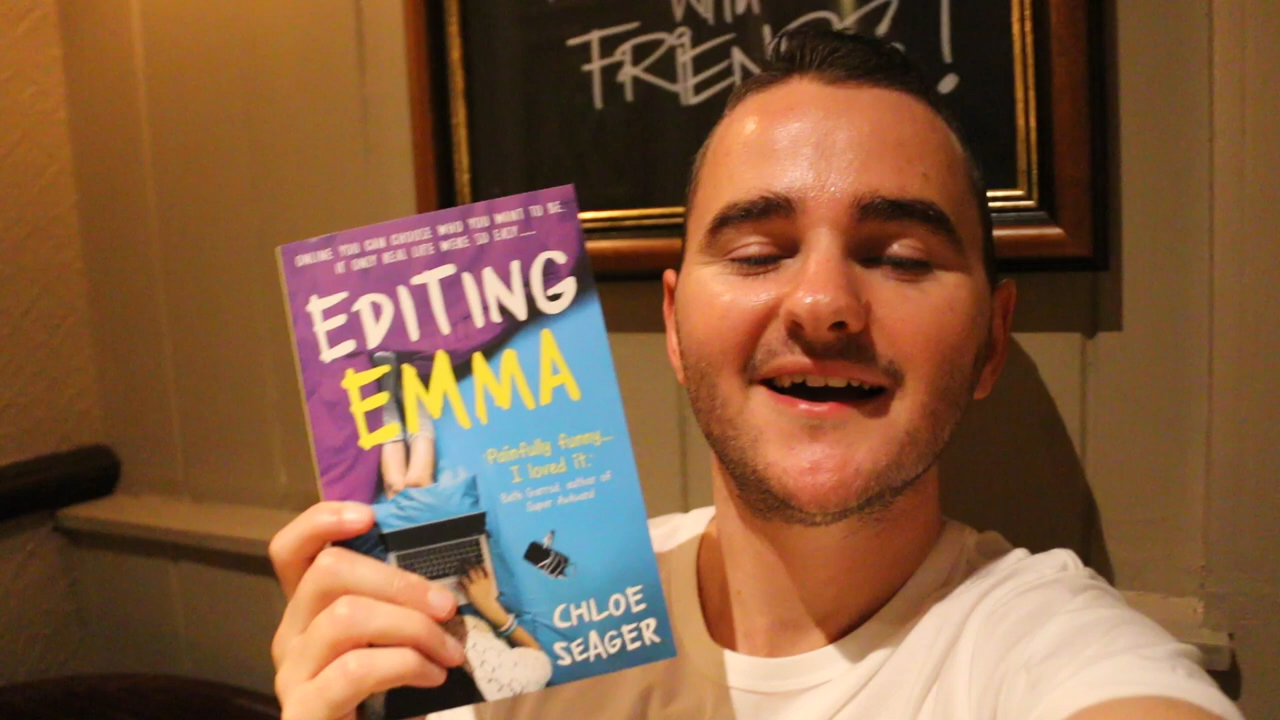 with
FRIENDS!
ONLINE YOU CAN CHOOSE WHO YOU WANT TO BE.
IF ONLY REAL LIFE WERE SO EASY...
EDITING
EMMA
'Painfully funny...
I loved it.'
Beth Garrod, author of
Super Awkward
CHLOE
SEAGER